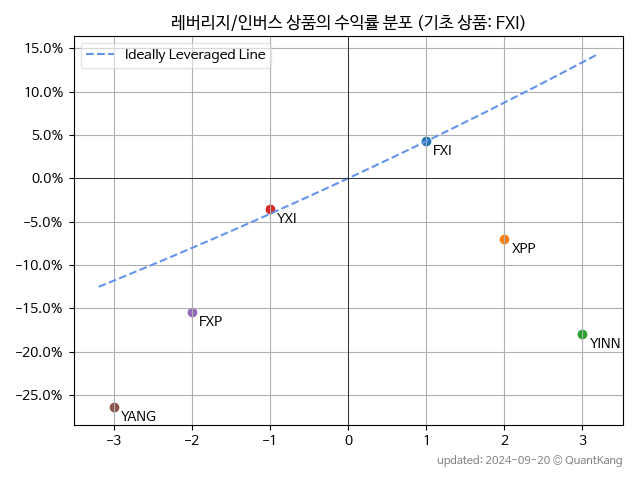 레버리지/인버스 상품의 수익률 분포 (기초 상품: FXI)
15.0%
Ideally Leveraged Line
10.0%
5.0%
FXI
0.0%
YXI
−5.0%
XPP
−10.0%
−15.0%
FXP
YINN
−20.0%
−25.0%
YANG
−3 −2 −1 0 1 2 3
updated: 2024-09-20 © QuantKang